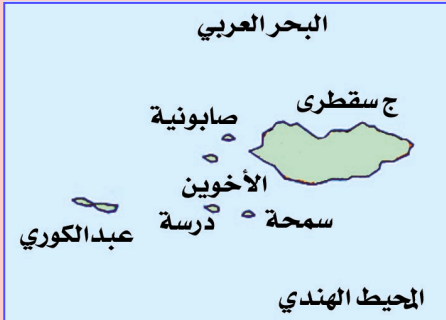 البحر العربي
ج سقطرى
صابونية
الأخوين
سمحة
درسة
عبدالكوري
المحيط الهندي